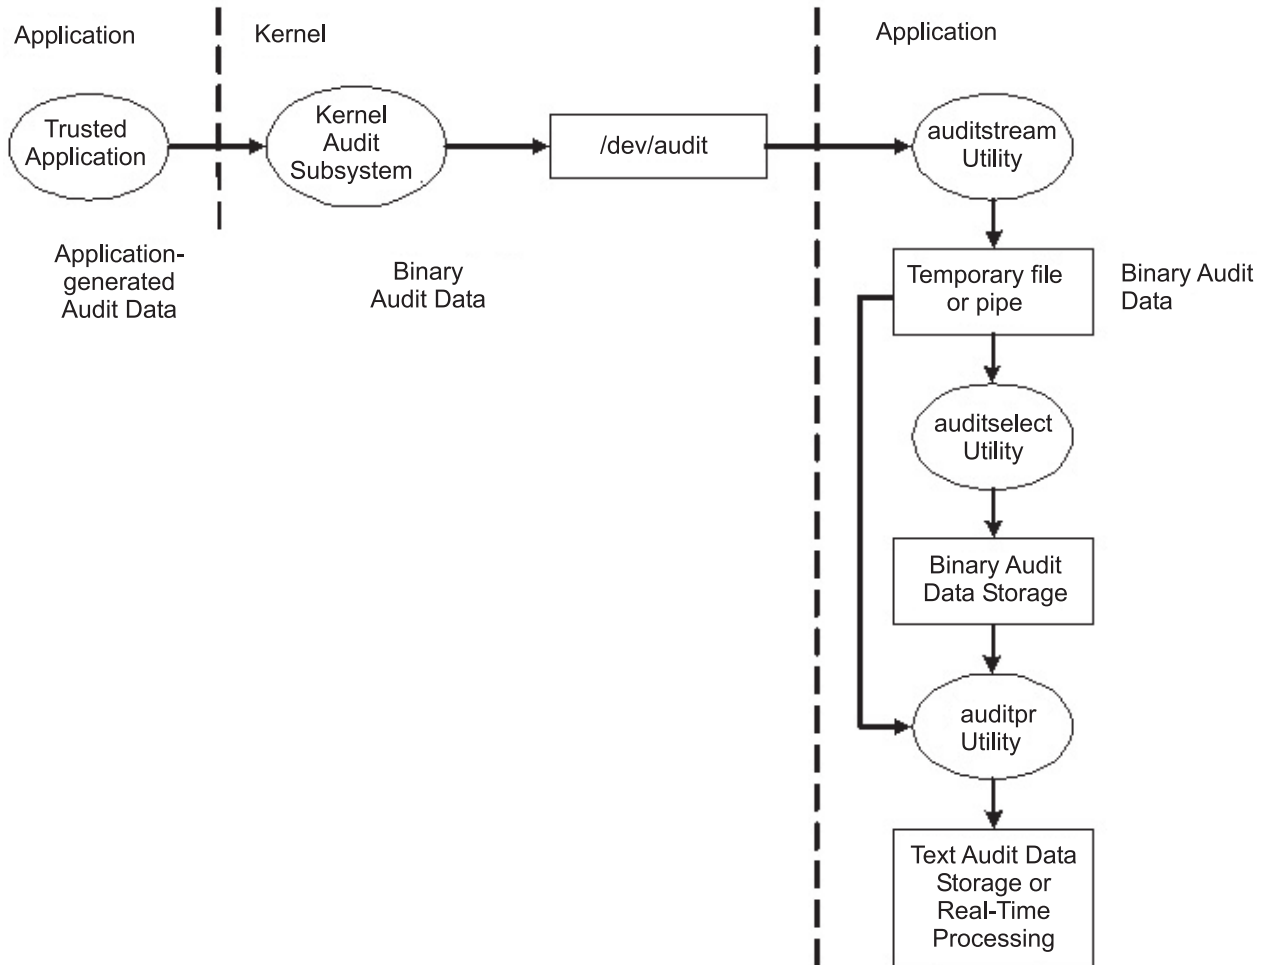 Application
Kernel
Application
Trusted
Application
Kernel
Audit
Subsystem
/dev/audit
auditstream
Utility
Application-
generated
Audit Data
Binary
Audit Data
Temporary file
or pipe
Binary Audit
Data
auditselect
Utility
Binary Audit
Data Storage
auditpr
Utility
Text Audit Data
Storage or
Real-Time
Processing